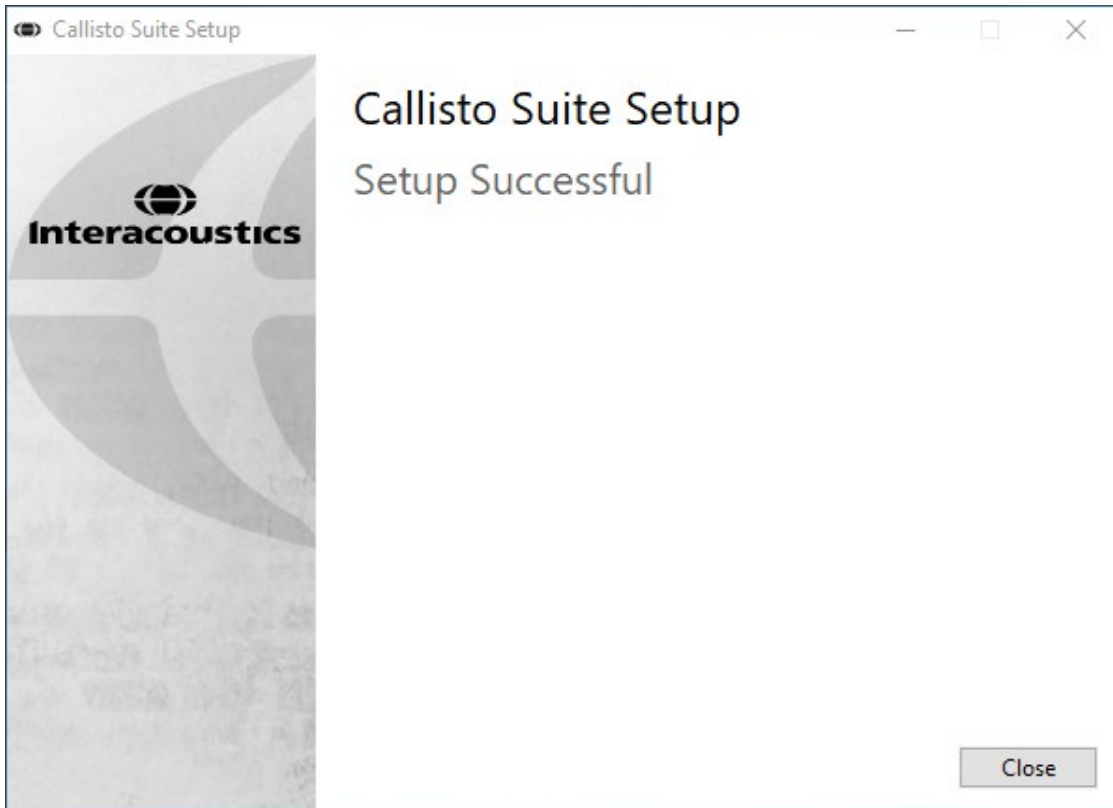 Callisto Suite Setup
Callisto Suite Setup
Setup Successful
Interacoustics
Close